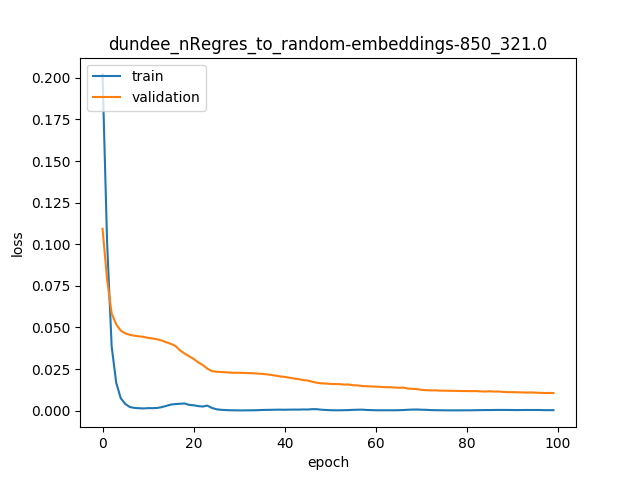 dundee_nRegres_to_random-embeddings-850_321.0
train
validation
0.200
0.175
0.150
0.125
0.100
0.075
0.050
0.025
0.000
loss
0 20 40 60 80 100
epoch